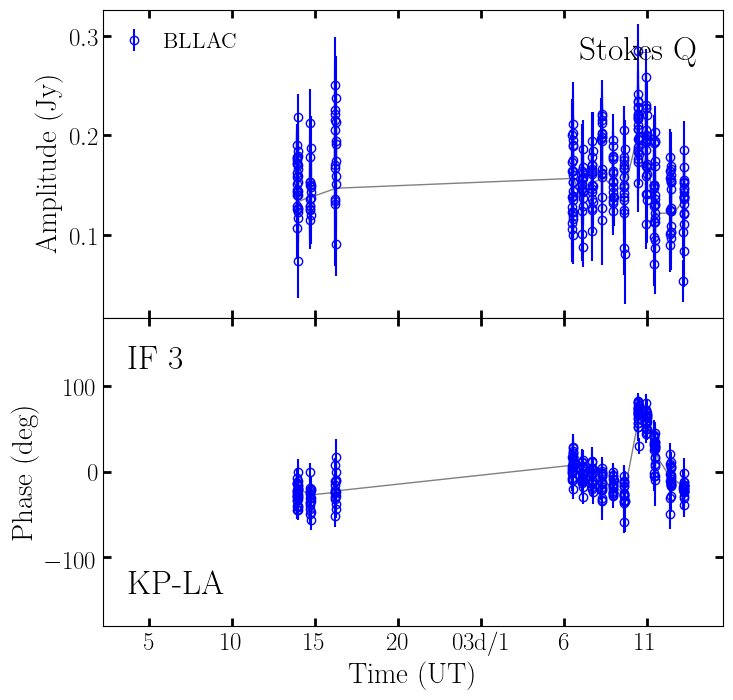 BLLAC
Stokes Q
0.3
0.2
0.1
Amplitude (Jy)
IF 3
100
0
−100
Phase (deg)
KP-LA
5 10 15 20 03d/1 6 11
Time (UT)